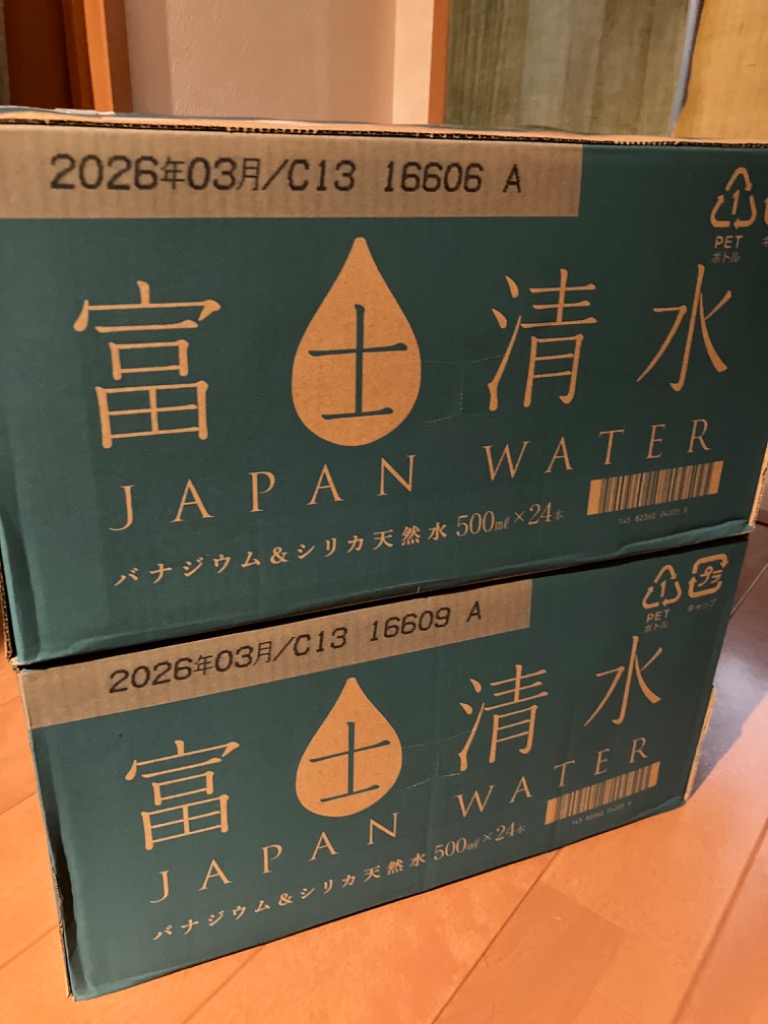 2026年03月/C13 16606 A
PET
ボトル
富士清水
JAPAN WATER
バナジウム&シリカ天然水 500ml×24本
2026年03月/C13 16609 A
PET
ボトル
プラ
キャップ
富士清水
JAPAN WATER
バナジウム&シリカ天然水 500ml×24本